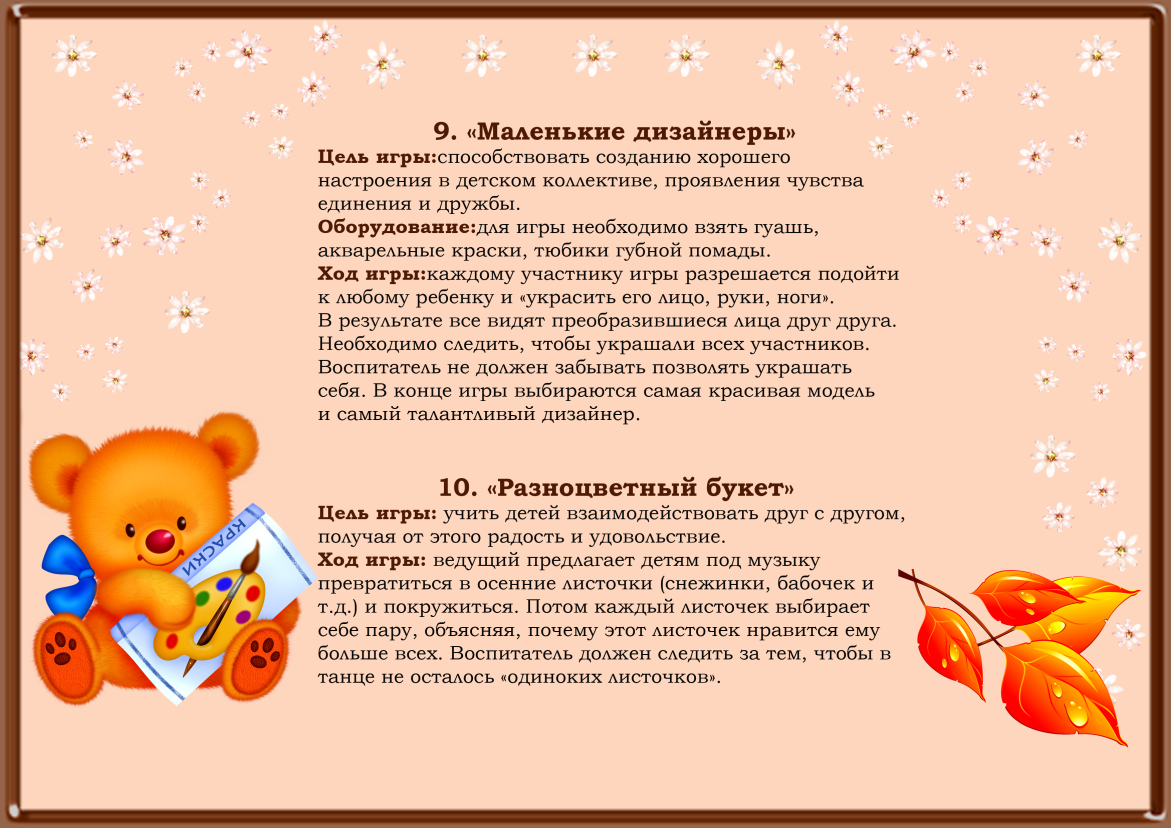 9. «Маленькие дизайнеры»
Цель игры:способствовать созданию хорошего
настроения в детском коллективе, проявления чувства
единения и дружбы.
Оборудование:для игры необходимо взять гуашь,
акварельные краски, тюбики губной помады.
Ход игры:каждому участнику игры разрешается подойти
к любому ребенку и «украсить его лицо, руки, ноги».
В результате все видят преобразившиеся лица друг друга.
Необходимо следить, чтобы украшали всех участников.
Воспитатель не должен забывать позволять украшать
себя. В конце игры выбираются самая красивая модель
и самый талантливый дизайнер.
10. «Разноцветный букет»
Цель игры: учить детей взаимодействовать друг с другом,
получая от этого радость и удовольствие.
Ход игры: ведущий предлагает детям под музыку
превратиться в осенние листочки (снежинки, бабочек и
т.д.) и покружиться. Потом каждый листочек выбирает
себе пару, объясняя, почему этот листочек нравится ему
больше всех. Воспитатель должен следить за тем, чтобы в
танце не осталось «одиноких листочков».
КРАСКИ